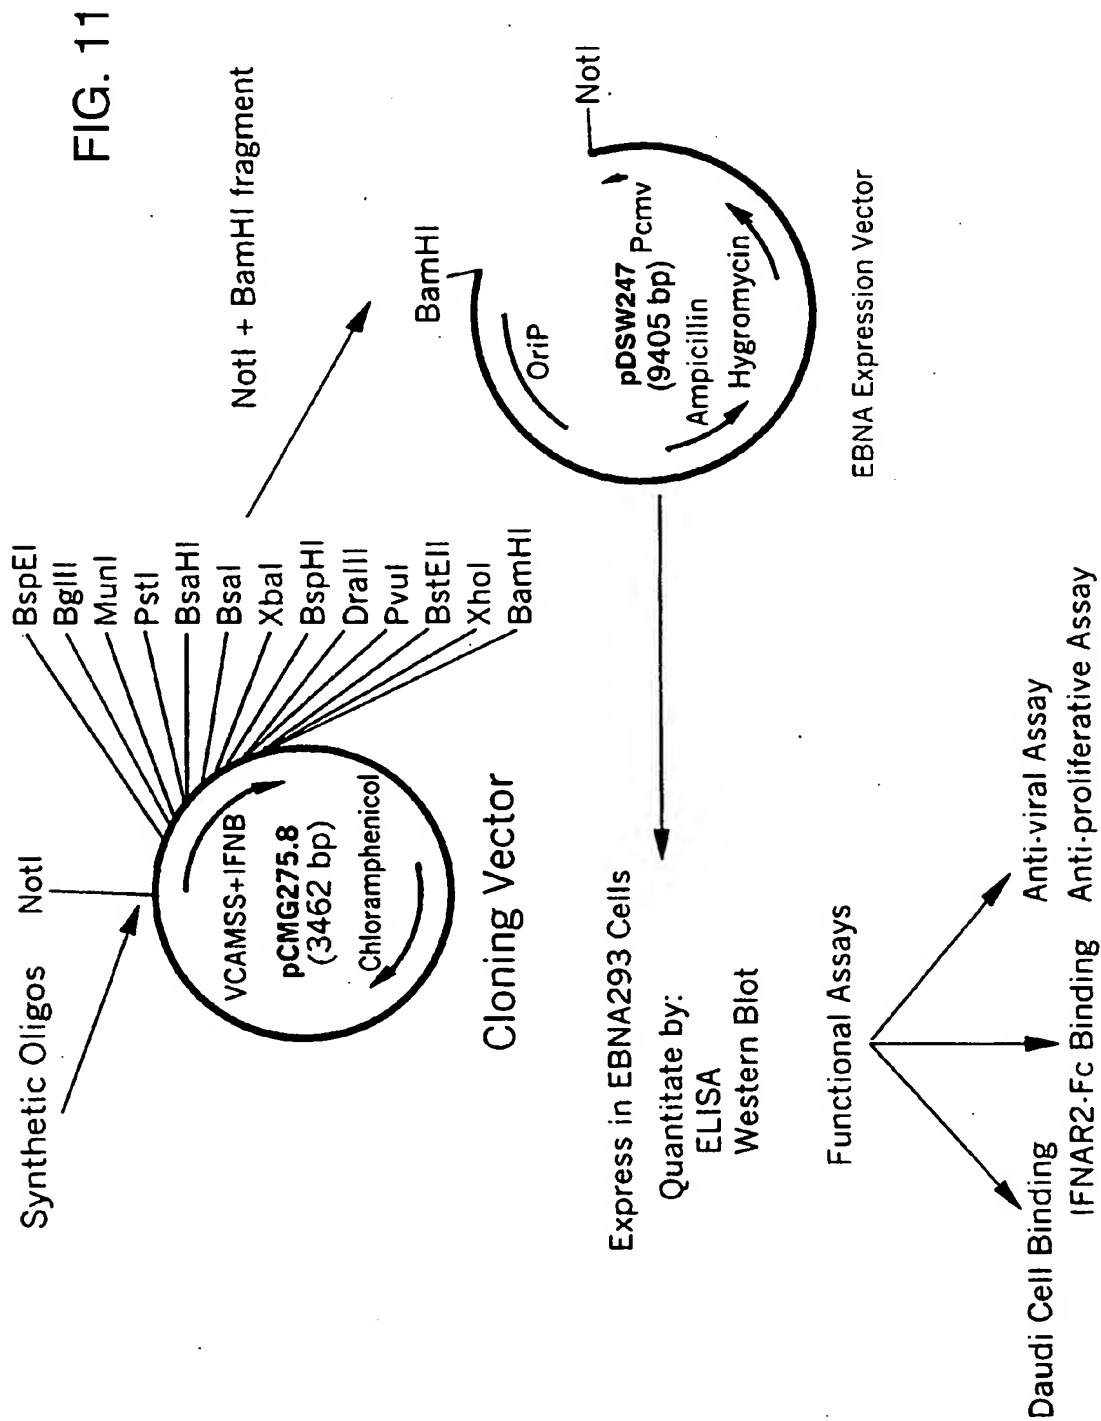 FIG. 11
Synthetic Oligos
NotI
BspEI
BglII
MunI
PstI
BsaHI
BsaI
XbaI
BspHI
DraIII
PvuI
BstEII
XhoI
BamHI
VCAMSS+IFNB
pCMG275.8
(3462 bp)
Chloramphenicol
Cloning Vector
NotI + BamHI fragment
BamHI
NotI
OriP
Pcmv
pDSW247
(9405 bp)
Ampicillin
Hygromycin
EBNA Expression Vector
Express in EBNA293 Cells
Quantitate by:
ELISA
Western Blot
Functional Assays
Daudi Cell Binding
IFNAR2-Fc Binding
Anti-viral Assay
Anti-proliferative Assay